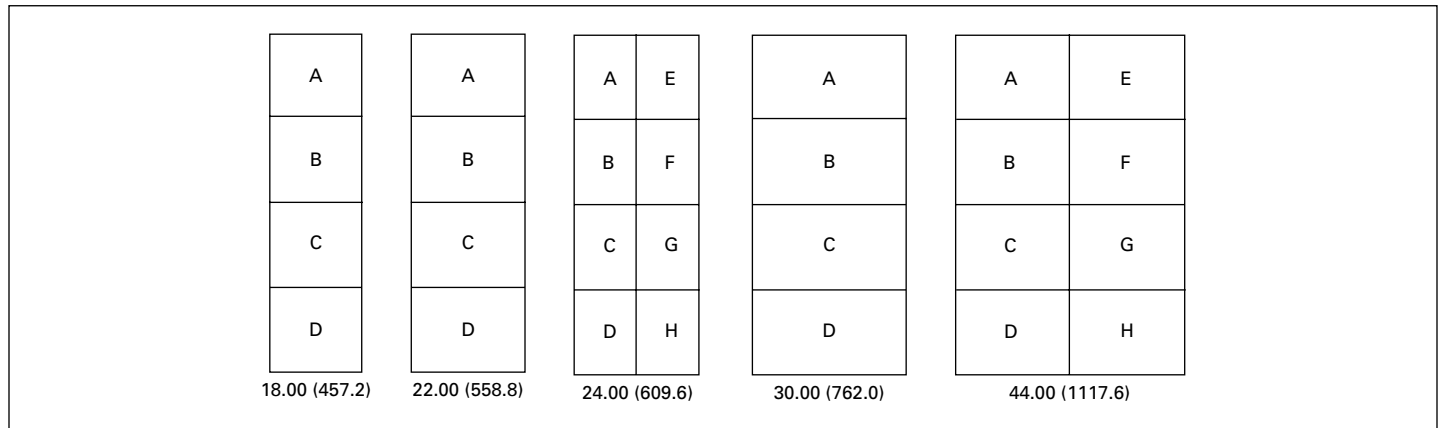 A
B
C
D
18.00 (457.2)
A
B
C
D
22.00 (558.8)
A E
B F
C G
D H
24.00 (609.6)
A
B
C
D
30.00 (762.0)
A E
B F
C G
D H
44.00 (1117.6)